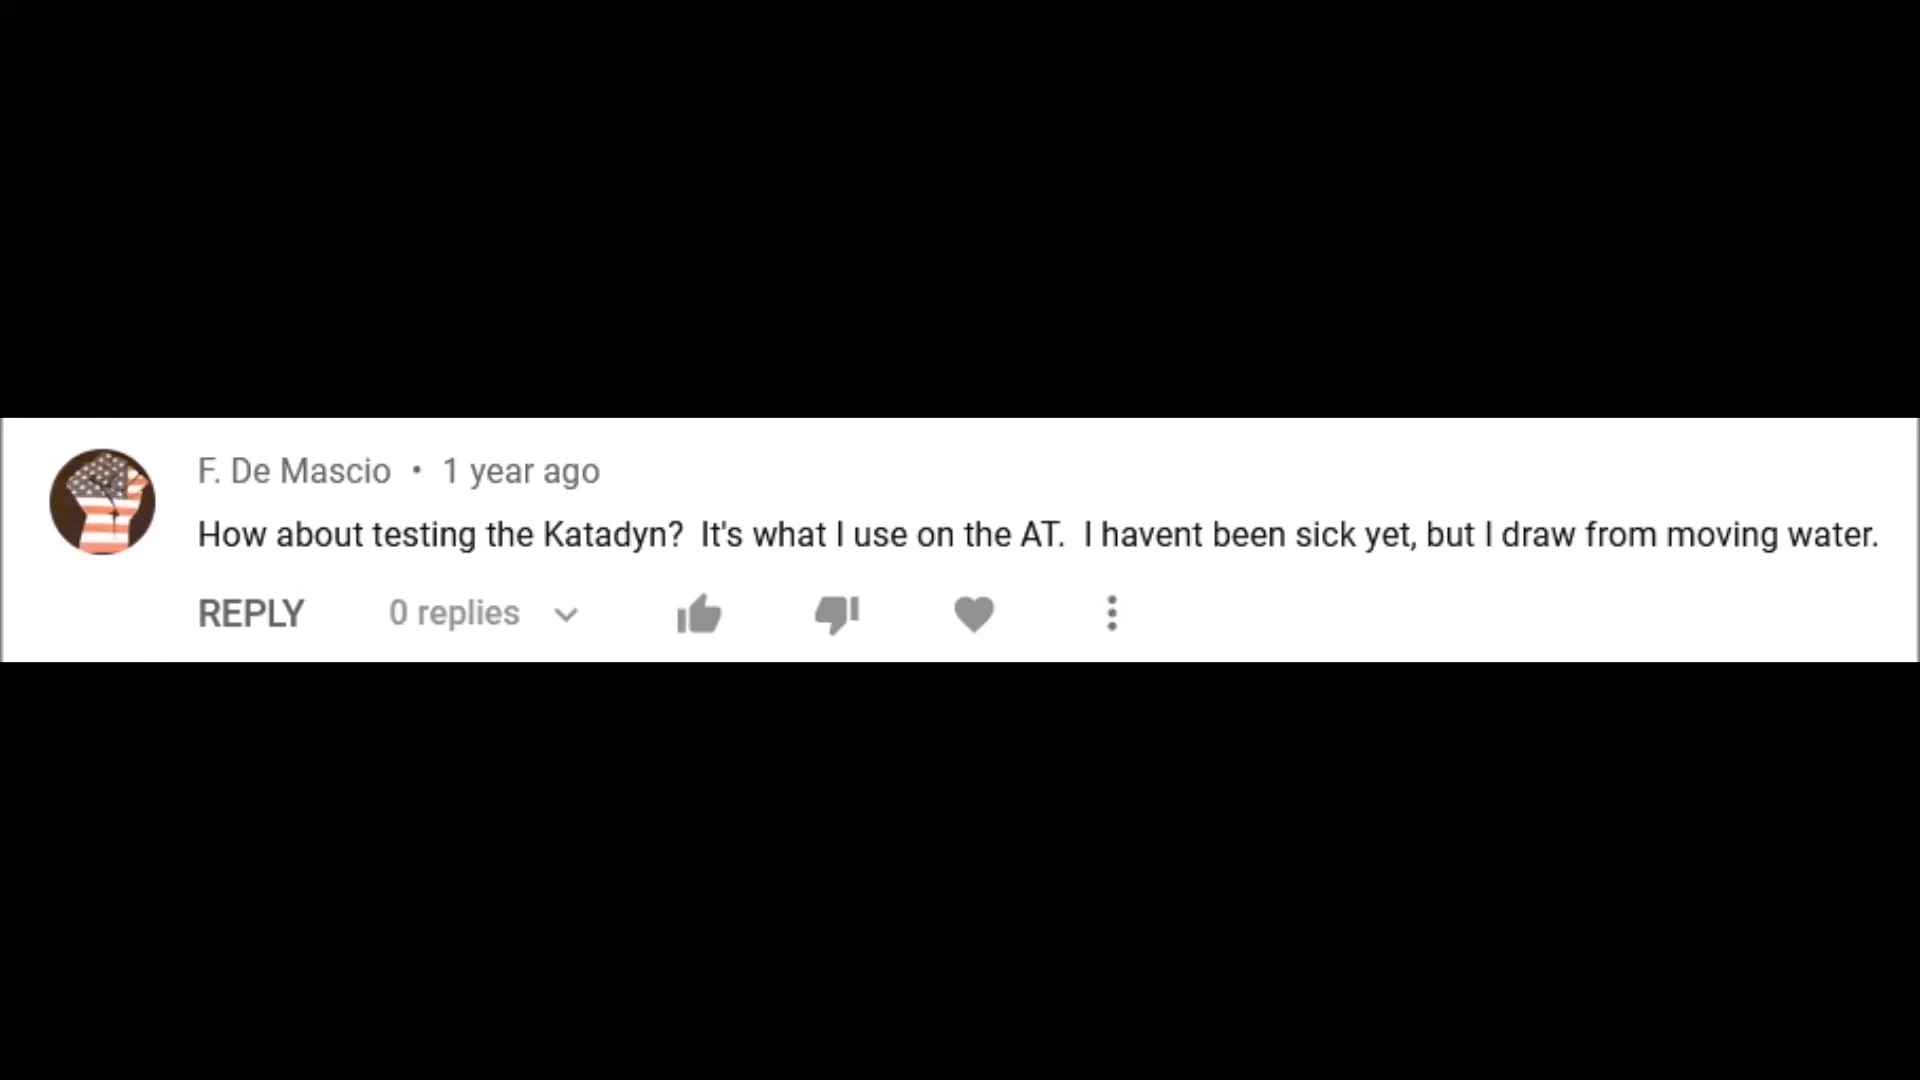 F. De Mascio • 1 year ago
How about testing the Katadyn?  It's what I use on the AT.  I havent been sick yet, but I draw from moving water.
REPLY 0 replies